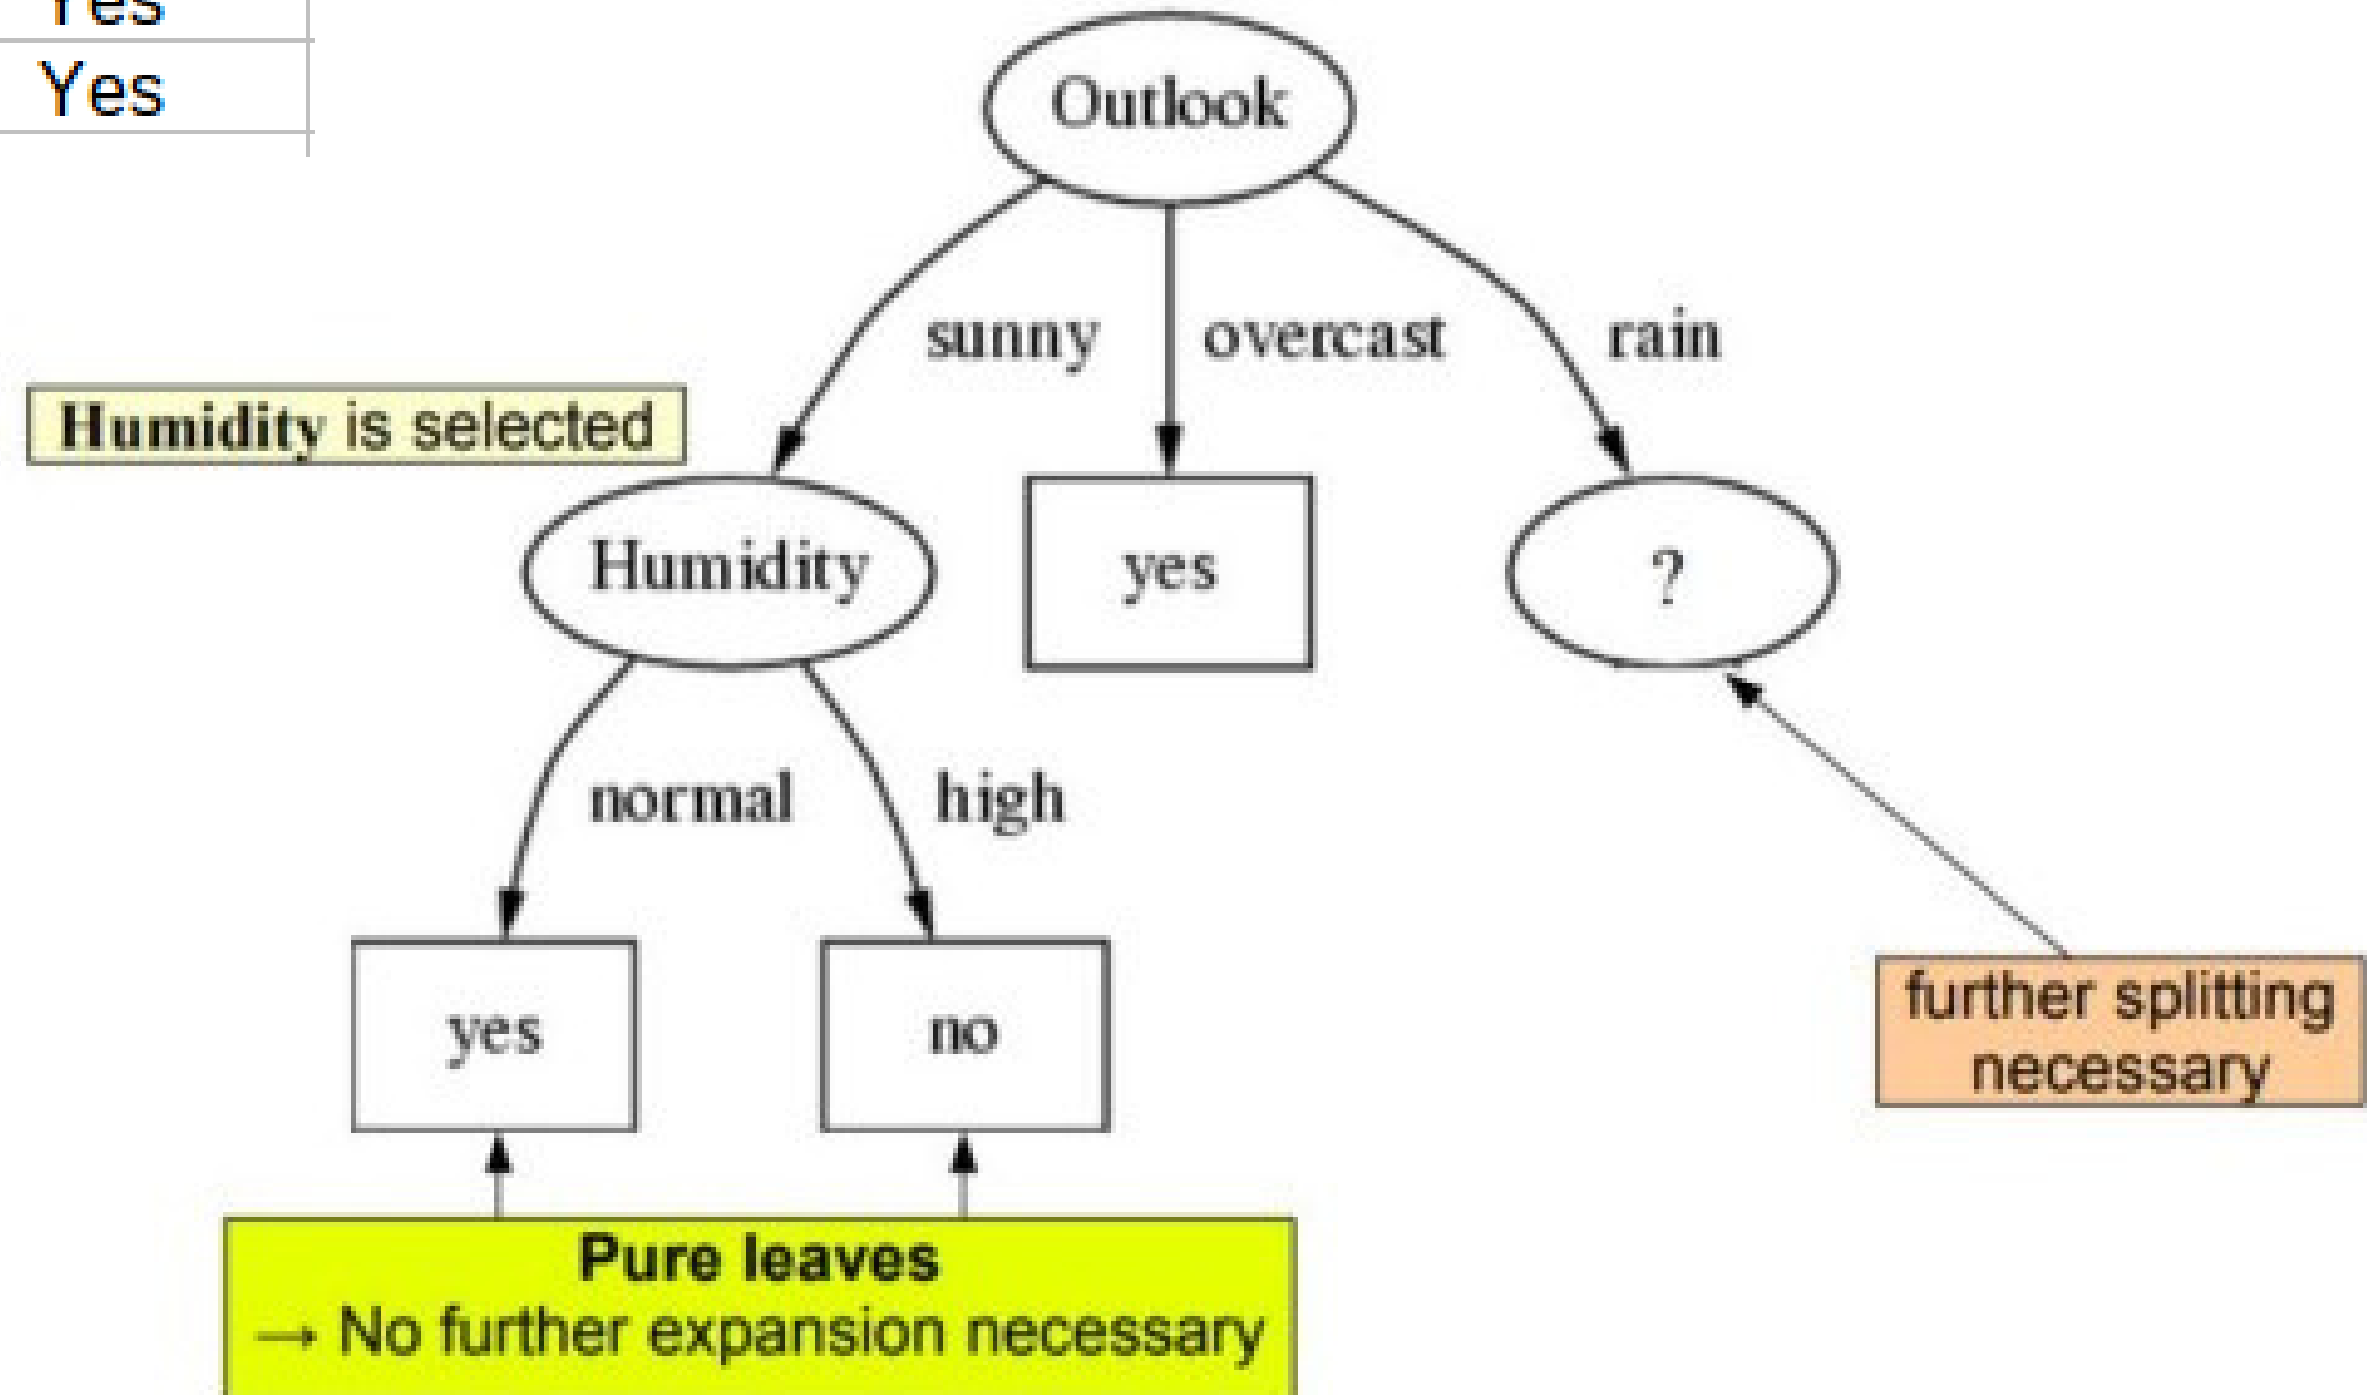 Yes
Yes
Outlook
sunny
overcast
rain
Humidity is selected
Humidity
yes
?
normal
high
yes
no
further splitting
necessary
Pure leaves
→ No further expansion necessary